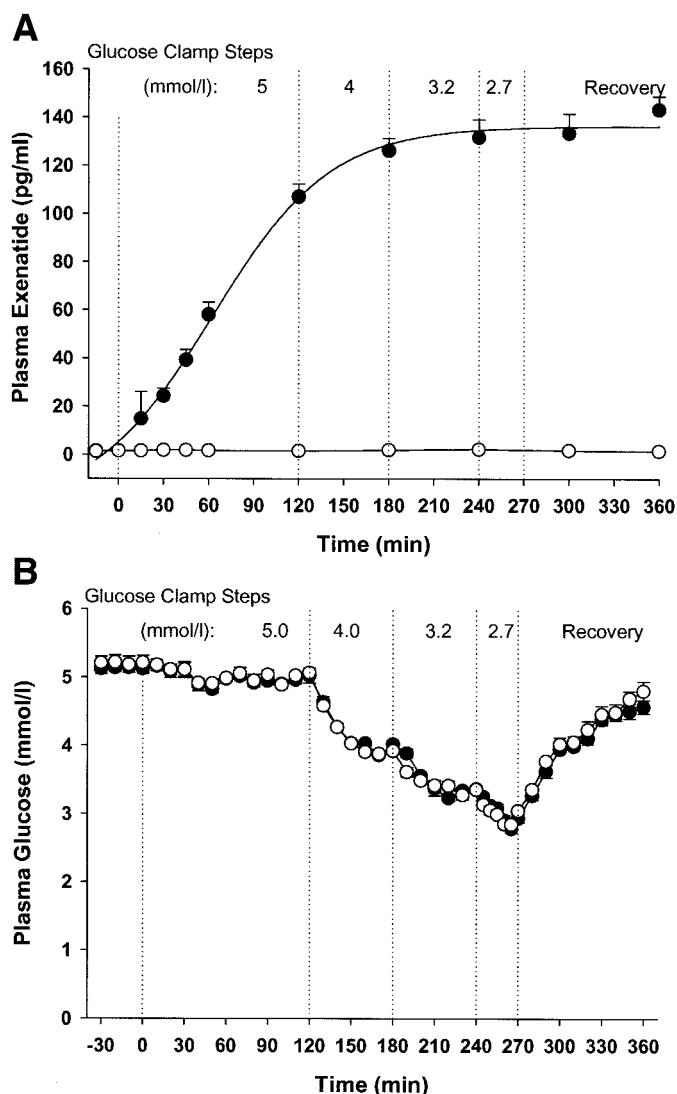 A
Glucose Clamp Steps
(mmol/l): 5 4 3.2 2.7 Recovery
160
140
120
100
80
60
40
20
0
Plasma Exenatide (pg/ml)
0 30 60 90 120 150 180 210 240 270 300 330 360
Time (min)
B
Glucose Clamp Steps
(mmol/l): 5.0 4.0 3.2 2.7 Recovery
6
5
4
3
2
1
0
Plasma Glucose (mmol/l)
-30 0 30 60 90 120 150 180 210 240 270 300 330 360
Time (min)